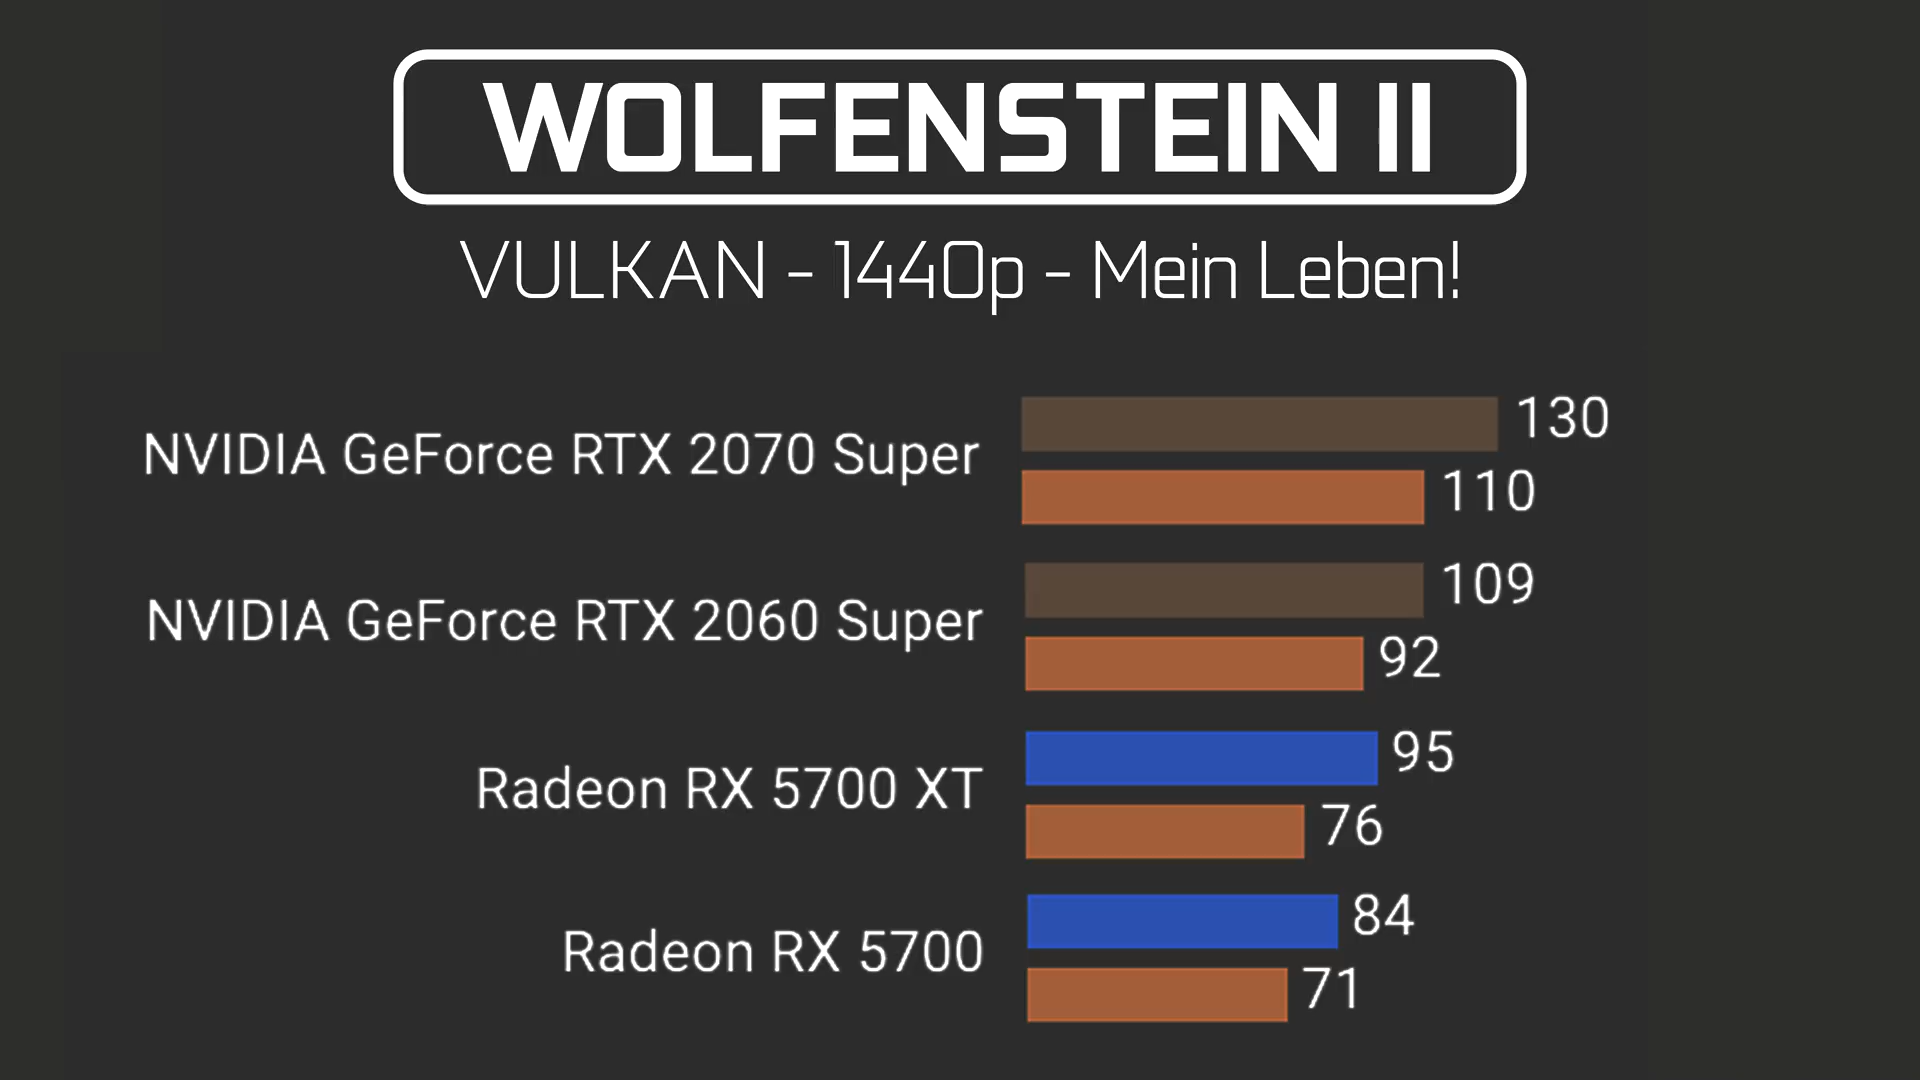 WOLFENSTEIN II
VULKAN - 1440p - Mein Leben!
NVIDIA GeForce RTX 2070 Super
130
110
NVIDIA GeForce RTX 2060 Super
109
92
Radeon RX 5700 XT
95
76
Radeon RX 5700
84
71